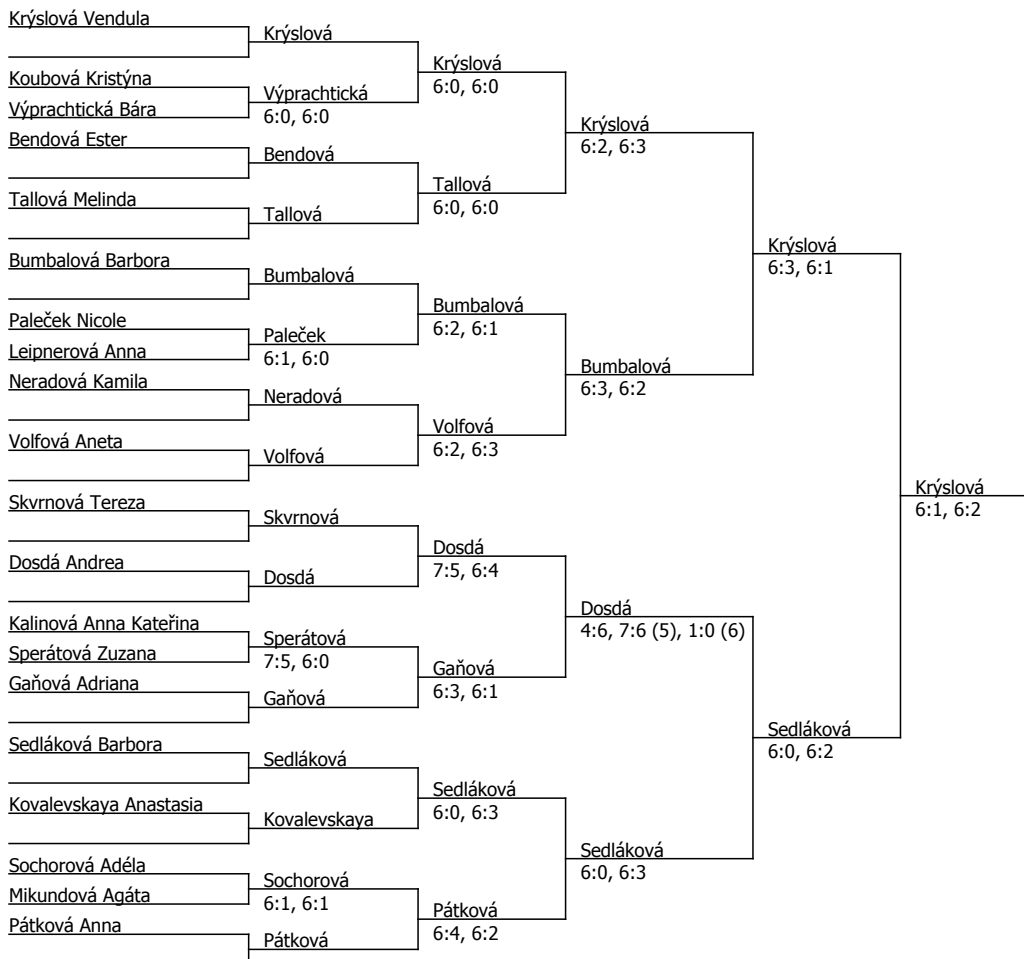 Krýslová Vendula
Krýslová
Krýslová
6:0, 6:0
Koubová Kristýna
Výprachtická
6:0, 6:0
Výprachtická Bára
Krýslová
6:2, 6:3
Bendová Ester
Bendová
Tallová
6:0, 6:0
Tallová Melinda
Tallová
Krýslová
6:3, 6:1
Bumbalová Barbora
Bumbalová
Bumbalová
6:2, 6:1
Paleček Nicole
Paleček
6:1, 6:0
Leipnerová Anna
Bumbalová
6:3, 6:2
Neradová Kamila
Neradová
Volfová
6:2, 6:3
Volfová Aneta
Volfová
Krýslová
6:1, 6:2
Skvrnová Tereza
Skvrnová
Dosdá
7:5, 6:4
Dosdá Andrea
Dosdá
Dosdá
4:6, 7:6 (5), 1:0 (6)
Kalinová Anna Kateřina
Sperátová
7:5, 6:0
Sperátová Zuzana
Gaňová
6:3, 6:1
Gaňová Adriana
Gaňová
Sedláková
6:0, 6:2
Sedláková Barbora
Sedláková
Sedláková
6:0, 6:3
Kovalevskaya Anastasia
Kovalevskaya
Sedláková
6:0, 6:3
Sochorová Adéla
Sochorová
6:1, 6:1
Mikundová Agáta
Pátková
6:4, 6:2
Pátková Anna
Pátková